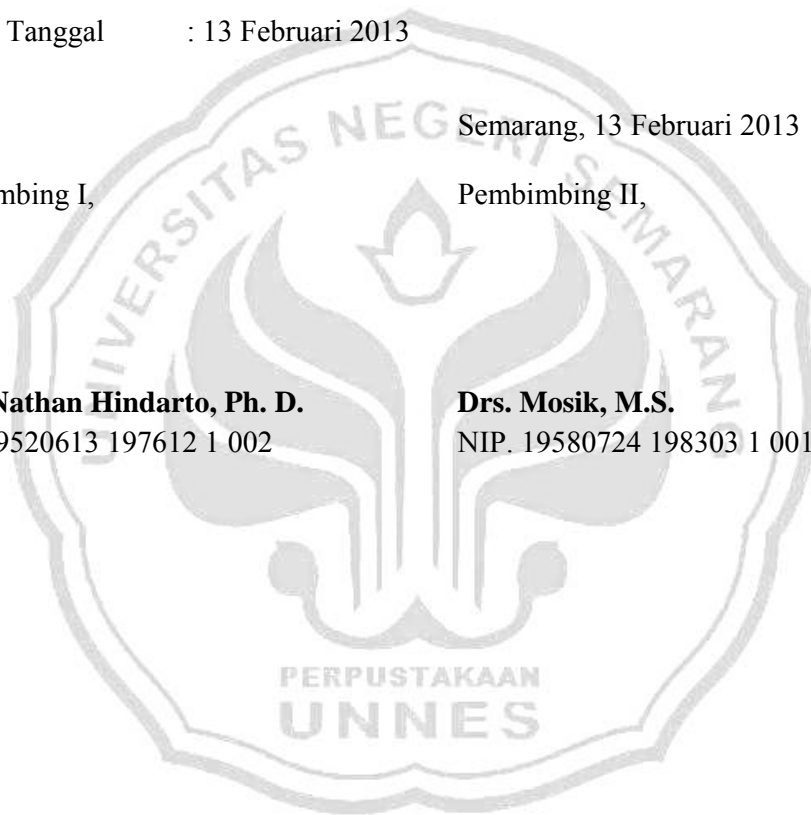 Tanggal : 13 Februari 2013
Semarang, 13 Februari 2013
mbing I, Pembimbing II,
Nathan Hindarto, Ph. D. Drs. Mosik, M.S.
9520613 197612 1 002 NIP. 19580724 198303 1 001
UNIVERSITAS NEGERI SEMARANG
PERPUSTAKAAN
UNNES